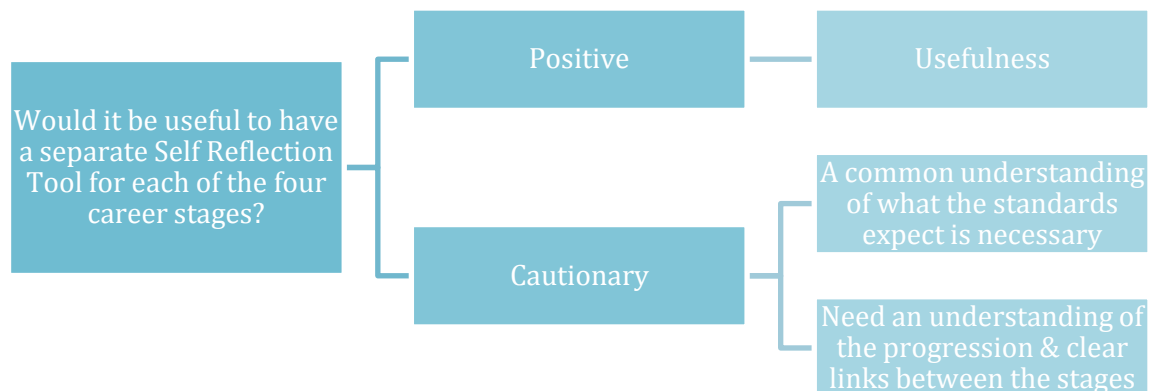 Would it be useful to have
a separate Self Reflection
Tool for each of the four
career stages?
Positive
Usefulness
Cautionary
A common understanding
of what the standards
expect is necessary
Need an understanding of
the progression & clear
links between the stages